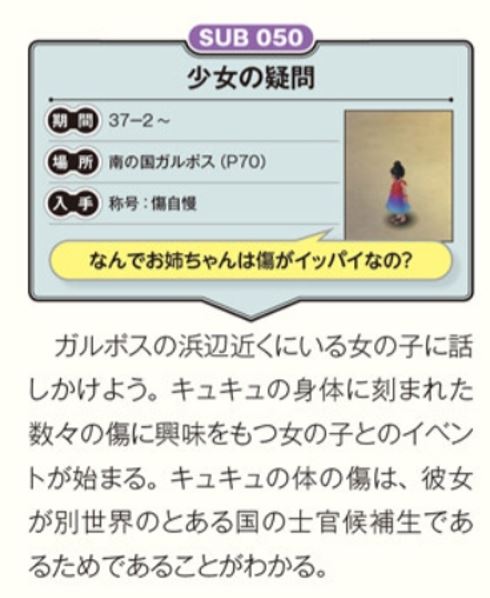 SUB 050
少女の疑問
期間 37-2~
場所 南の国ガルポス (P70)
入手 称号:傷自慢
なんでお姉ちゃんは傷がイッパイなの?
ガルポスの浜辺近くにいる女の子に話
しかけよう。キュキュの身体に刻まれた
数々の傷に興味をもつ女の子とのイベン
トが始まる。キュキュの体の傷は、彼女
が別世界のとある国の士官候補生であ
るためであることがわかる。